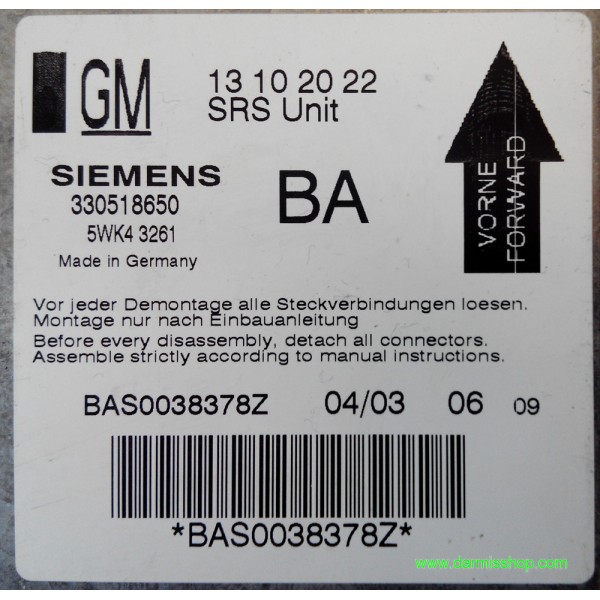 GM
13 10 20 22
SRS Unit
SIEMENS
330518650
5WK4 3261
Made in Germany
BA
VORNE
FORWARD
Vor jeder Demontage alle Steckverbindungen loesen.
Montage nur nach Einbauanleitung
Before every disassembly, detach all connectors.
Assemble strictly according to manual instructions.
BAS0038378Z 04/03 06 09
*BAS0038378Z*
www.darmisshop.com